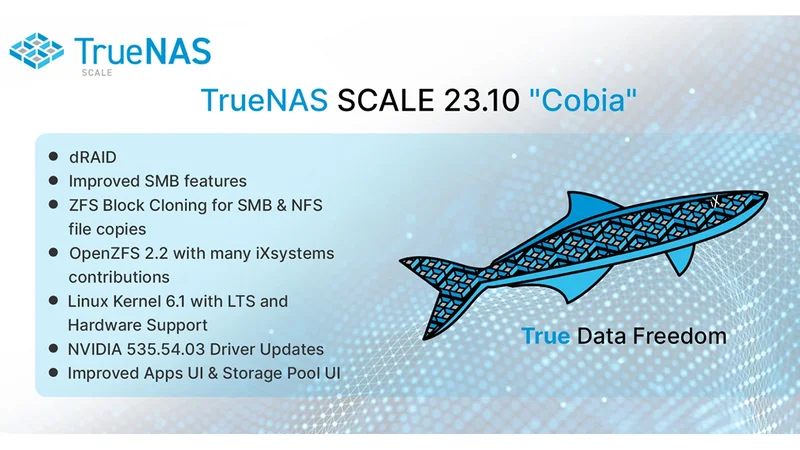 TrueNAS
SCALE
TrueNAS SCALE 23.10 "Cobia"
dRAID
Improved SMB features
ZFS Block Cloning for SMB & NFS
file copies
OpenZFS 2.2 with many iXsystems
contributions
Linux Kernel 6.1 with LTS and
Hardware Support
NVIDIA 535.54.03 Driver Updates
Improved Apps UI & Storage Pool UI
iX
True Data Freedom